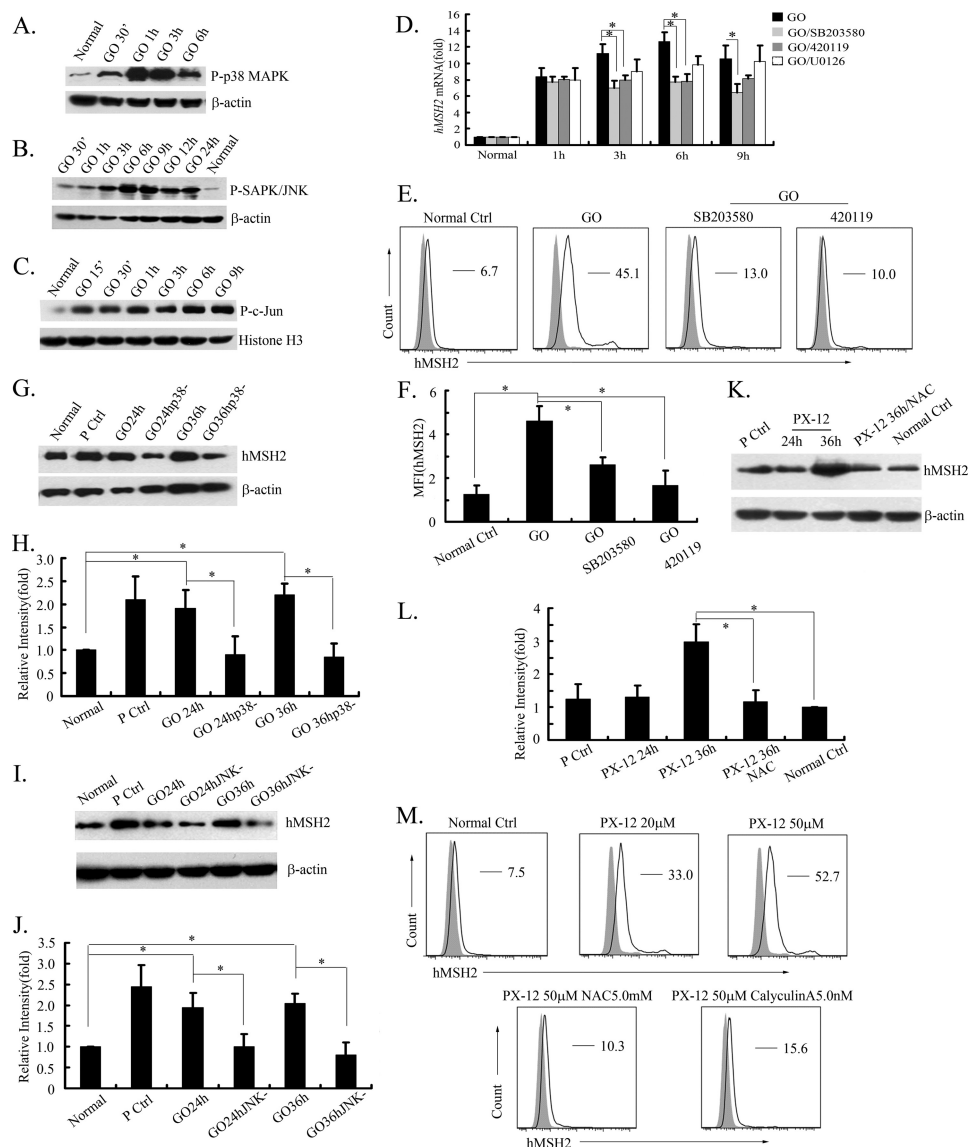 A.
Normal
GO 30'
GO 1h
GO 3h
GO 6h
P-p38 MAPK
β-actin
B.
GO 30'
GO 1h
GO 3h
GO 6h
GO 9h
GO 12h
GO 24h
Normal
P-SAPK/JNK
β-actin
C.
Normal
GO 15'
GO 30'
GO 1h
GO 3h
GO 6h
GO 9h
P-c-Jun
Histone H3
D.
hMSH2 mRNA(fold)
16
14
12
10
8
6
4
2
0
Normal
1h
3h
6h
9h
*
*
*
*
*
GO
GO/SB203580
GO/420119
GO/U0126
E.
GO
Normal Ctrl
GO
SB203580
420119
6.7
45.1
13.0
10.0
Count
hMSH2
F.
MFI(hMSH2)
6
4
2
0
*
*
*
Normal Ctrl
GO
GO SB203580
GO 420119
G.
Normal
P Ctrl
GO24h
GO24hp38-
GO36h
GO36hp38-
hMSH2
β-actin
H.
Relative Intensity(fold)
3.0
2.5
2.0
1.5
1.0
0.5
0
*
*
*
*
Normal
P Ctrl
GO 24h
GO 24hp38-
GO 36h
GO 36hp38-
I.
Normal
P Ctrl
GO24h
GO24hJNK-
GO36h
GO36hJNK-
hMSH2
β-actin
J.
Relative Intensity(fold)
3.5
3.0
2.5
2.0
1.5
1.0
0.5
0
*
*
*
*
Normal
P Ctrl
GO24h
GO24hJNK-
GO36h
GO36hJNK-
K.
P Ctrl
PX-12
24h
36h
PX-12 36h/NAC
Normal Ctrl
hMSH2
β-actin
L.
Relative Intensity(fold)
4
3
2
1
0
*
*
P Ctrl
PX-12 24h
PX-12 36h
PX-12 36h NAC
Normal Ctrl
M.
Normal Ctrl
PX-12 20μM
PX-12 50μM
7.5
33.0
52.7
Count
hMSH2
PX-12 50μM NAC5.0mM
PX-12 50μM CalyculinA5.0nM
10.3
15.6
Count
hMSH2